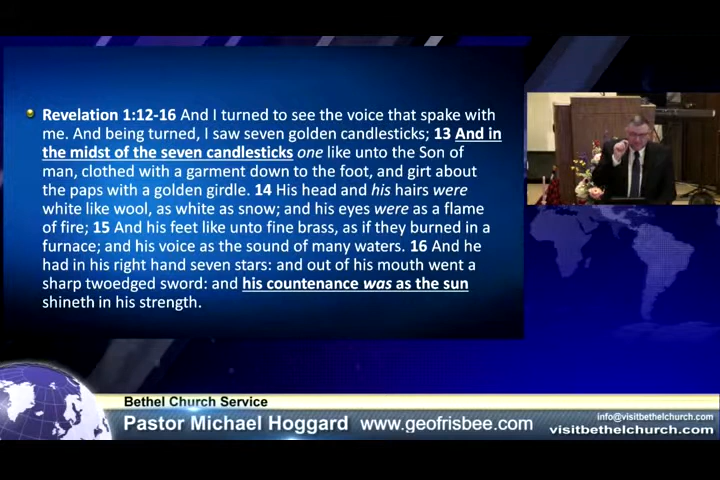 Revelation 1:12-16 And I turned to see the voice that spake with
me. And being turned, I saw seven golden candlesticks; 13 And in
the midst of the seven candlesticks one like unto the Son of
man, clothed with a garment down to the foot, and girt about
the paps with a golden girdle. 14 His head and his hairs were
white like wool, as white as snow; and his eyes were as a flame
of fire; 15 And his feet like unto fine brass, as if they burned in a
furnace; and his voice as the sound of many waters. 16 And he
had in his right hand seven stars: and out of his mouth went a
sharp twoedged sword: and his countenance was as the sun
shineth in his strength.
Bethel Church Service
Pastor Michael Hoggard www.geofrisbee.com
info@visitbethelchurch.com
visitbethelchurch.com